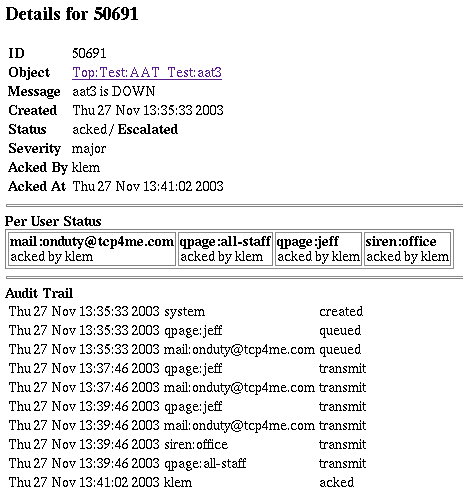 Details for 50691
ID 50691
Object Top:Test:AAT_Test:aat3
Message aat3 is DOWN
Created Thu 27 Nov 13:35:33 2003
Status acked / Escalated
Severity major
Acked By klem
Acked At Thu 27 Nov 13:41:02 2003
Per User Status
mail:onduty@tcp4me.com qpage:all-staff qpage:jeff siren:office
acked by klem acked by klem acked by klem acked by klem
Audit Trail
Thu 27 Nov 13:35:33 2003 system created
Thu 27 Nov 13:35:33 2003 qpage:jeff queued
Thu 27 Nov 13:35:33 2003 mail:onduty@tcp4me.com queued
Thu 27 Nov 13:37:46 2003 qpage:jeff transmit
Thu 27 Nov 13:37:46 2003 mail:onduty@tcp4me.com transmit
Thu 27 Nov 13:39:46 2003 qpage:jeff transmit
Thu 27 Nov 13:39:46 2003 mail:onduty@tcp4me.com transmit
Thu 27 Nov 13:39:46 2003 siren:office transmit
Thu 27 Nov 13:39:46 2003 qpage:all-staff transmit
Thu 27 Nov 13:41:02 2003 klem acked